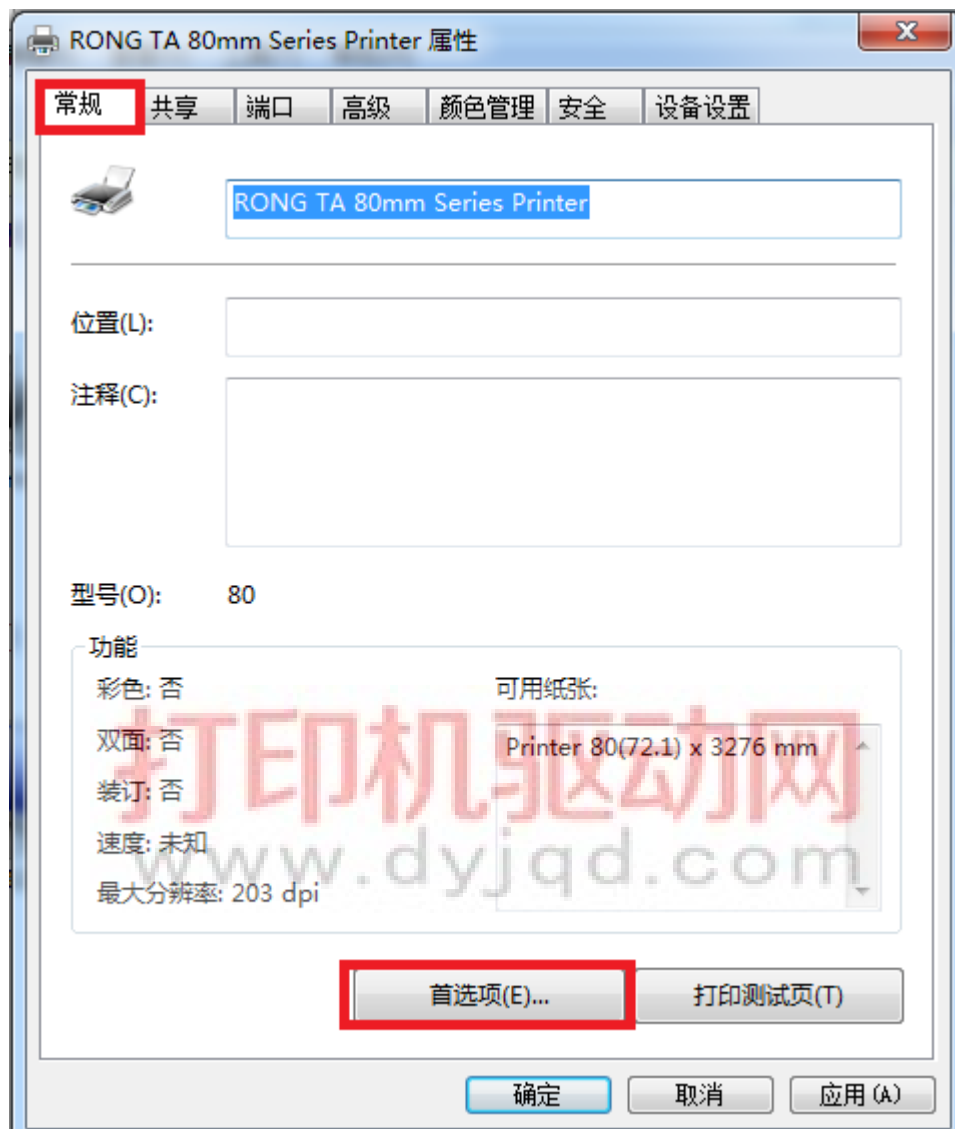 RONG TA 80mm Series Printer 属性
常规 共享 端口 高级 颜色管理 安全 设备设置
RONG TA 80mm Series Printer
位置(L):
注释(C):
型号(O): 80
功能
彩色: 否 可用纸张:
双面: 否 Printer 80(72.1) x 3276 mm
装订: 否
打印机驱动网
速度: 未知
www.dyjqd.com
最大分辨率: 203 dpi
首选项(E)... 打印测试页(T)
确定 取消 应用(A)